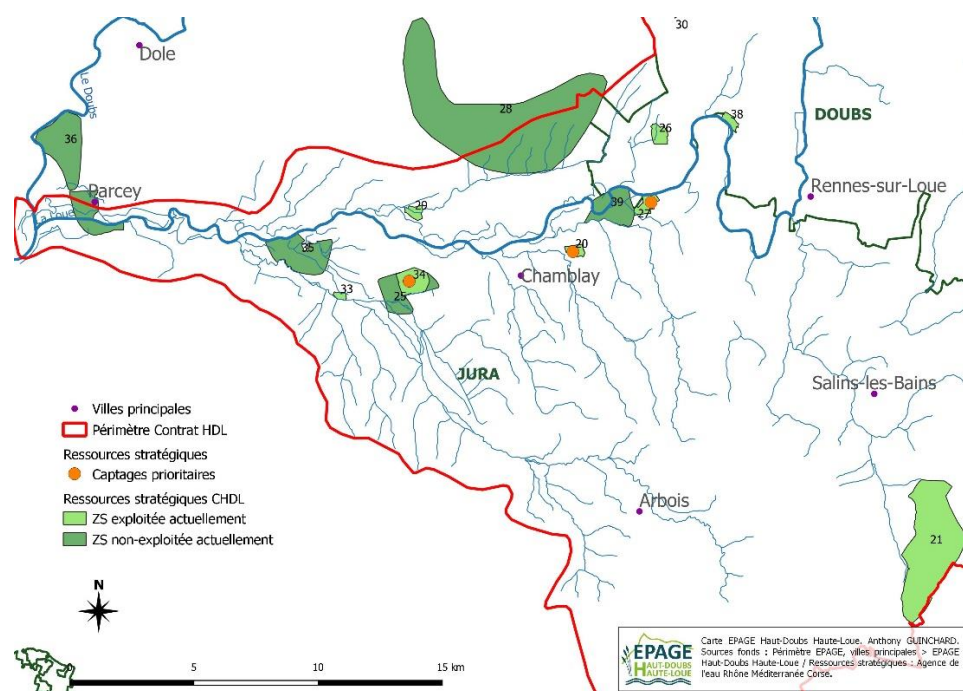 30
Dole
Le Doubs
28
38
DOUBS
26
36
Parcey
Rennes-sur-Loue
La Loue
29
39
27
35
20
34
Chamblay
33
25
JURA
Salins-les-Bains
Villes principales
Périmètre Contrat HDL
Ressources stratégiques
Captages prioritaires
Ressources stratégiques CHDL
ZS exploitée actuellement
ZS non-exploitée actuellement
Arbois
21
N
0
5
10
15 km
EPAGE
HAUT-DOUBS
HAUTE-LOUE
Carte EPAGE Haut-Doubs Haute-Loue. Anthony GUINCHARD.
Sources fonds : Périmètre EPAGE, villes principales > EPAGE
Haut-Doubs Haute-Loue / Ressources stratégiques : Agence de
l'eau Rhône Méditerranée Corse.